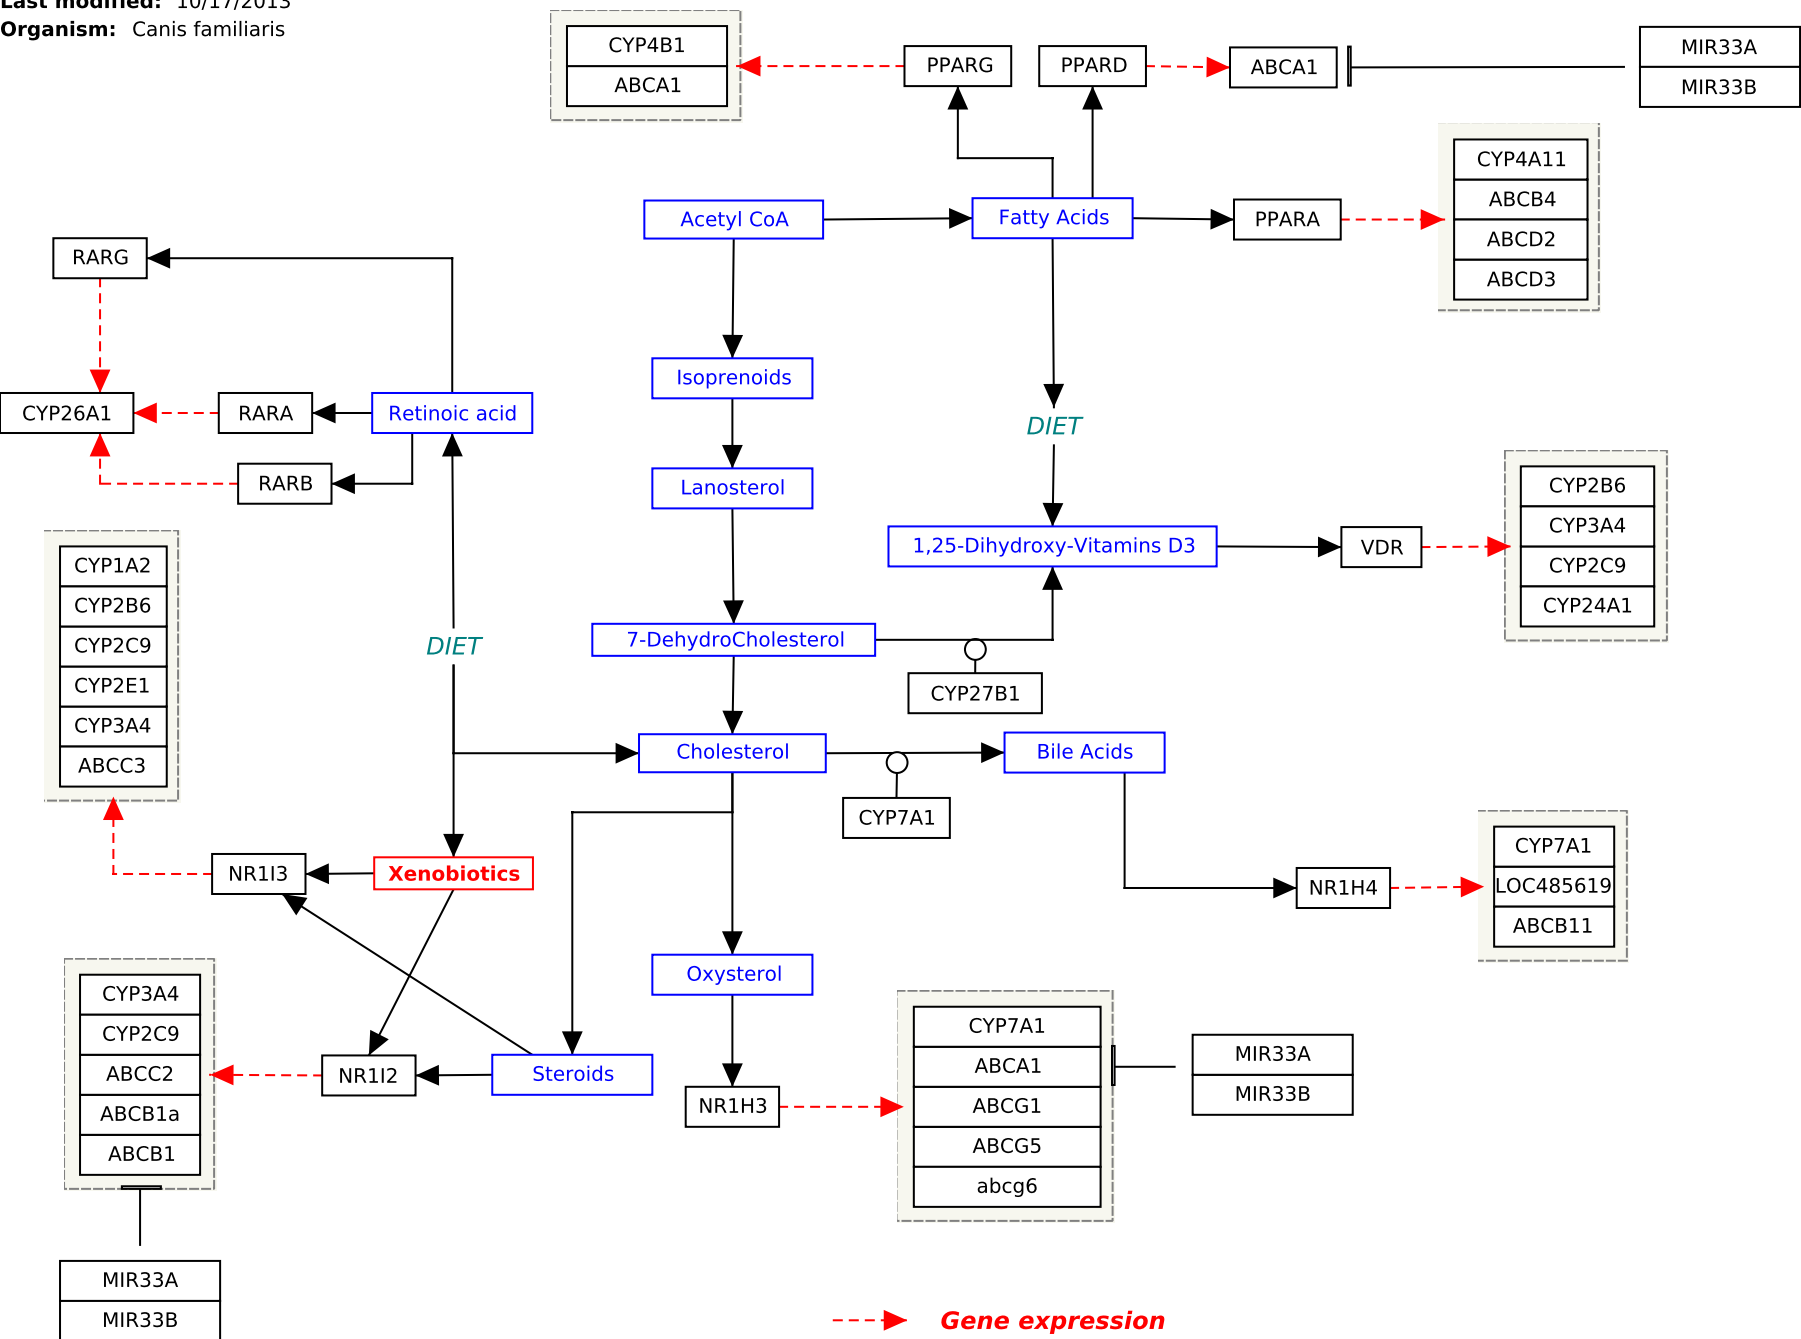 Last modified: 10/17/2013
Organism: Canis familiaris
CYP4B1
ABCA1
PPARG
PPARD
ABCA1
MIR33A
MIR33B
CYP4A11
ABCB4
ABCD2
ABCD3
Acetyl CoA
Fatty Acids
PPARA
RARG
Isoprenoids
CYP26A1
RARA
Retinoic acid
DIET
RARB
Lanosterol
CYP2B6
CYP3A4
CYP2C9
CYP24A1
1,25-Dihydroxy-Vitamins D3
VDR
CYP1A2
CYP2B6
CYP2C9
CYP2E1
CYP3A4
ABCC3
DIET
7-DehydroCholesterol
CYP27B1
Cholesterol
Bile Acids
CYP7A1
NR1I3
Xenobiotics
NR1H4
CYP7A1
LOC485619
ABCB11
Oxysterol
CYP3A4
CYP2C9
ABCC2
ABCB1a
ABCB1
NR1I2
Steroids
NR1H3
CYP7A1
ABCA1
ABCG1
ABCG5
abcg6
MIR33A
MIR33B
MIR33A
MIR33B
Gene expression